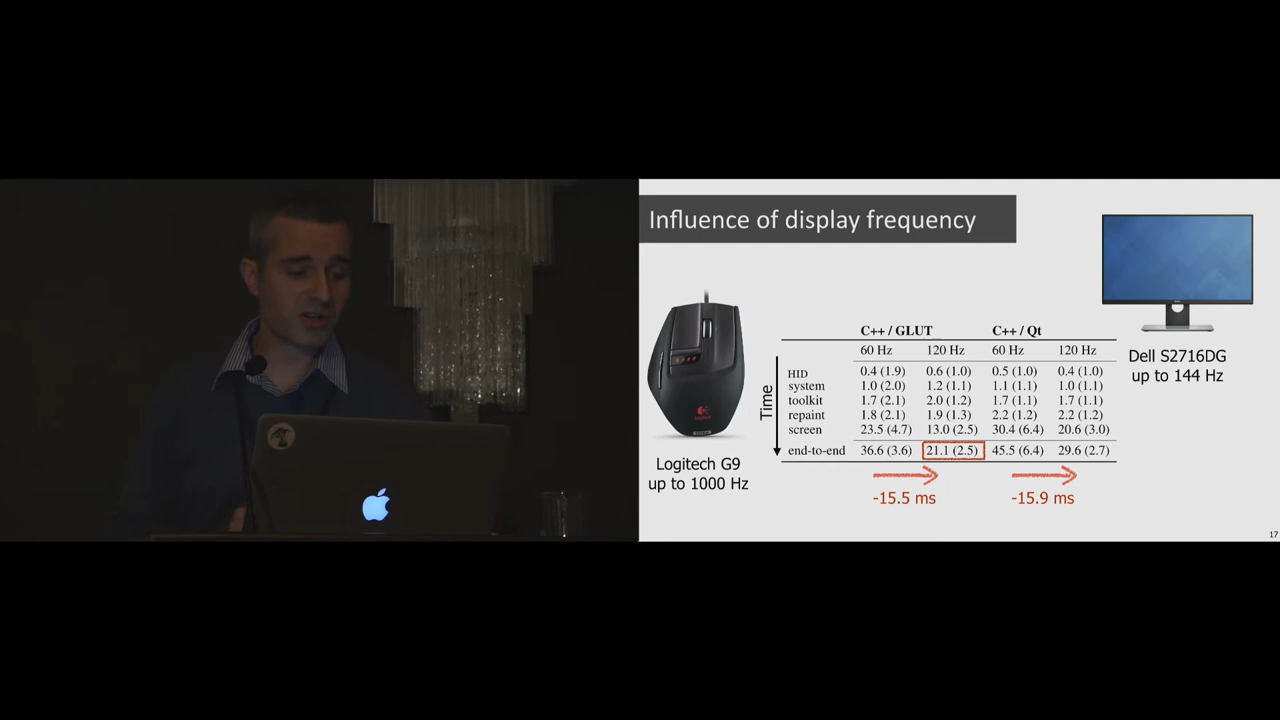 Influence of display frequency
C++ / GLUT C++ / Qt
60 Hz 120 Hz 60 Hz 120 Hz
HID 0.4 (1.9) 0.6 (1.0) 0.5 (1.0) 0.4 (1.0)
system 1.0 (2.0) 1.2 (1.1) 1.1 (1.1) 1.0 (1.1)
toolkit 1.7 (2.1) 2.0 (1.2) 1.7 (1.1) 1.7 (1.1)
repaint 1.8 (2.1) 1.9 (1.3) 2.2 (1.2) 2.2 (1.2)
screen 23.5 (4.7) 13.0 (2.5) 30.4 (6.4) 20.6 (3.0)
end-to-end 36.6 (3.6) 21.1 (2.5) 45.5 (6.4) 29.6 (2.7)
Time
-15.5 ms -15.9 ms
Logitech G9
up to 1000 Hz
Dell S2716DG
up to 144 Hz
17